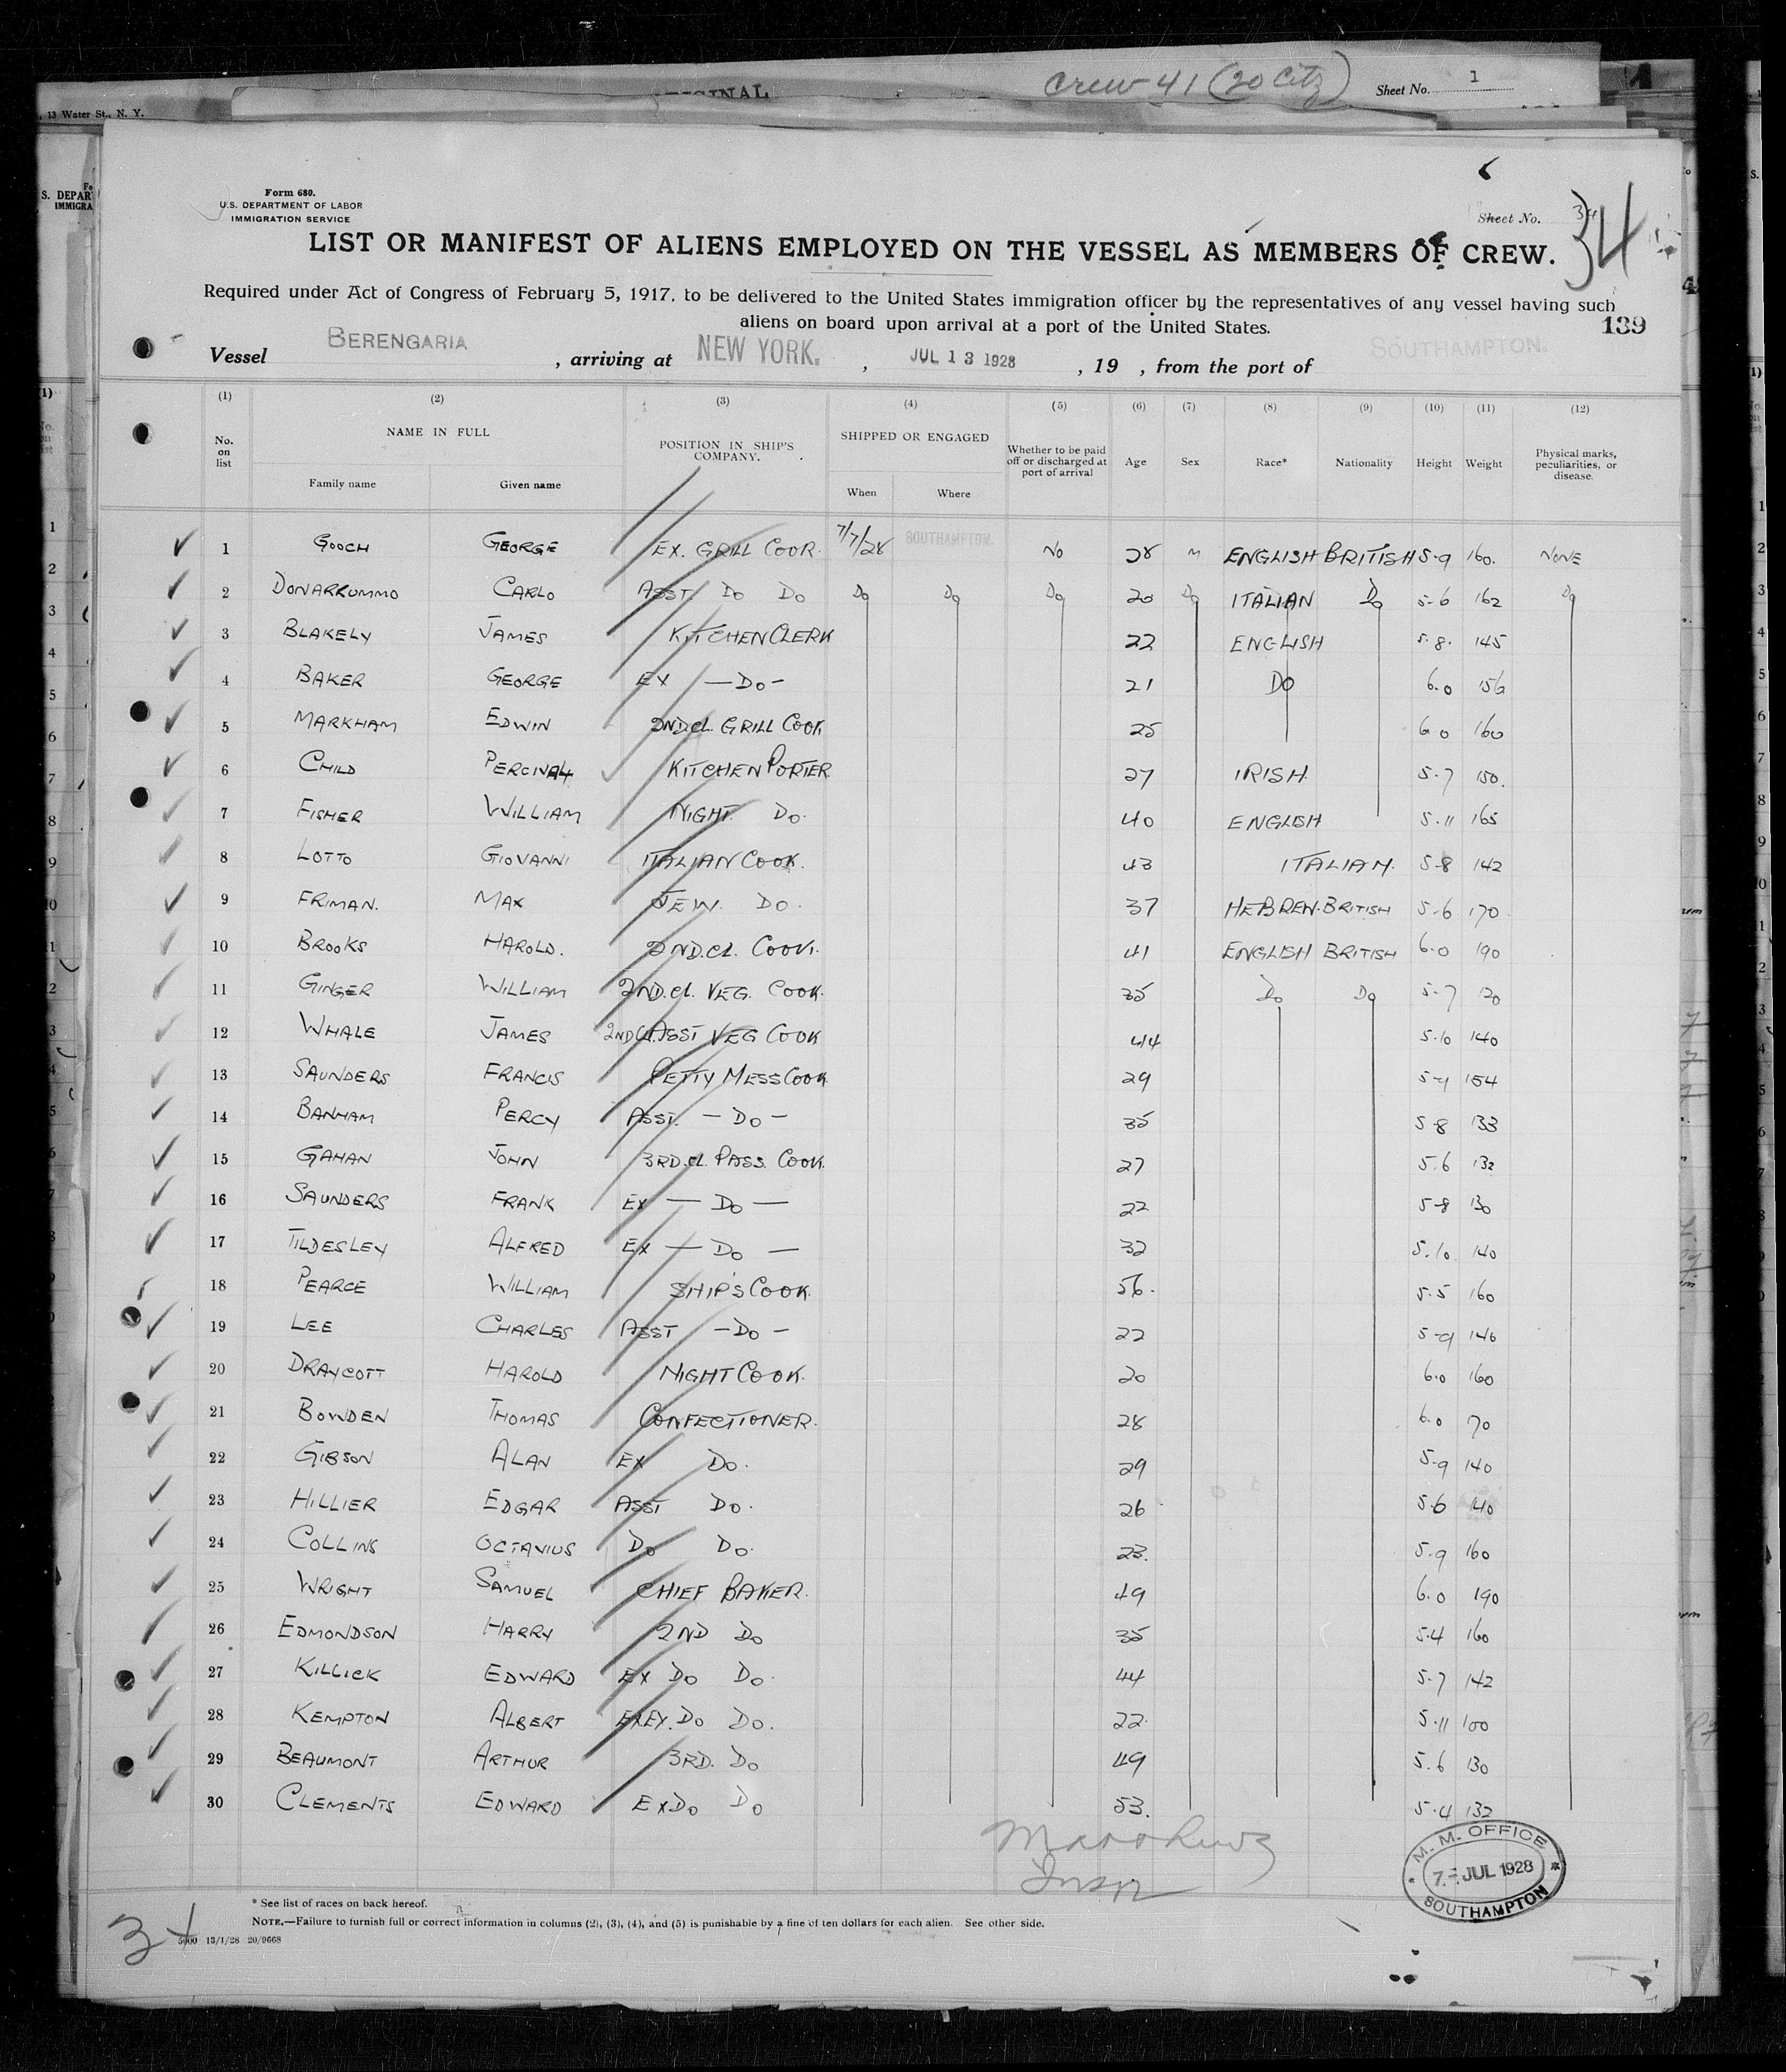 Crew 41 (20 Citz)
Sheet No. 1
, 13 Water St., N. Y.
Form 680.
U.S. DEPARTMENT OF LABOR
IMMIGRATION SERVICE
Sheet No. 34
34
LIST OR MANIFEST OF ALIENS EMPLOYED ON THE VESSEL AS MEMBERS OF CREW.
Required under Act of Congress of February 5, 1917, to be delivered to the United States immigration officer by the representatives of any vessel having such
aliens on board upon arrival at a port of the United States.
139
Vessel BERENGARIA , arriving at NEW YORK. , JUL 13 1928 , 19 , from the port of SOUTHAMPTON.
(1) (2) (3) (4) (5) (6) (7) (8) (9) (10) (11) (12)
No. on list NAME IN FULL Family name Given name POSITION IN SHIP'S COMPANY. SHIPPED OR ENGAGED When Where Whether to be paid off or discharged at port of arrival Age Sex Race* Nationality Height Weight Physical marks, peculiarities, or disease.
1 GOOCH GEORGE EX. GRILL COOK. 7/7/28 SOUTHAMPTON. NO 28 M ENGLISH BRITISH 5-9 160. NONE
2 DONARRUMMO CARLO ASST. DO DO DO DO DO 20 DO ITALIAN DO 5-6 162 DO
3 BLAKELY JAMES KITCHEN CLERK 22 ENGLISH 5.8. 145
4 BAKER GEORGE EX — DO - 21 DO 6.0 156
5 MARKHAM EDWIN 2ND.CL. GRILL COOK 25 6 0 160
6 CHILD PERCIVAL KITCHEN PORTER 27 IRISH. 5.7 150.
7 FISHER WILLIAM NIGHT DO. 40 ENGLISH 5.11 165
8 LOTTO GIOVANNI ITALIAN COOK. 43 ITALIAN. 5-8 142
9 FRIMAN. MAX JEW. DO. 37 HEBREW. BRITISH 5-6 170
10 BROOKS HAROLD. 2ND.CL. COOK. 41 ENGLISH BRITISH 6.0 190
11 GINGER WILLIAM 2ND.CL. VEG. COOK. 35 DO DO 5-7 130
12 WHALE JAMES 2ND CL. ASST VEG COOK 44 5.10 140
13 SAUNDERS FRANCIS PETTY MESS COOK 29 5-9 154
14 BANHAM PERCY ASST. — DO — 35 5-8 133
15 GAHAN JOHN 3RD.CL. PASS. COOK. 27 5.6 132
16 SAUNDERS FRANK EX — DO — 22 5-8 130
17 TILDESLEY ALFRED EX — DO — 32 5.10. 140
18 PEARCE WILLIAM SHIP'S COOK. 56. 5.5 160
19 LEE CHARLES ASST — DO — 22 5-9 140
20 DRAYCOTT HAROLD NIGHT COOK. 20 6.0 160
21 BOWDEN THOMAS CONFECTIONER. 28 6.0 170
22 GIBSON ALAN EX DO. 29 5-9 140
23 HILLIER EDGAR ASST DO. 26 5.6 140
24 COLLINS OCTAVIUS DO DO. 23. 5.9 160
25 WRIGHT SAMUEL CHIEF BAKER. 49 6.0 190
26 EDMONDSON HARRY 2ND DO 35 5.4 160
27 KILLICK EDWARD EX DO DO. 44 5.7 142
28 KEMPTON ALBERT EXEX. DO DO. 22 5.11 100
29 BEAUMONT ARTHUR 3RD. DO 49 5.6 130
30 CLEMENTS EDWARD EX DO DO 53. 5.4 132
Insp
M. M. OFFICE
7 - JUL 1928
SOUTHAMPTON
* See list of races on back hereof.
NOTE.—Failure to furnish full or correct information in columns (2), (3), (4), and (5) is punishable by a fine of ten dollars for each alien. See other side.
5000 13/1/28 20/9668